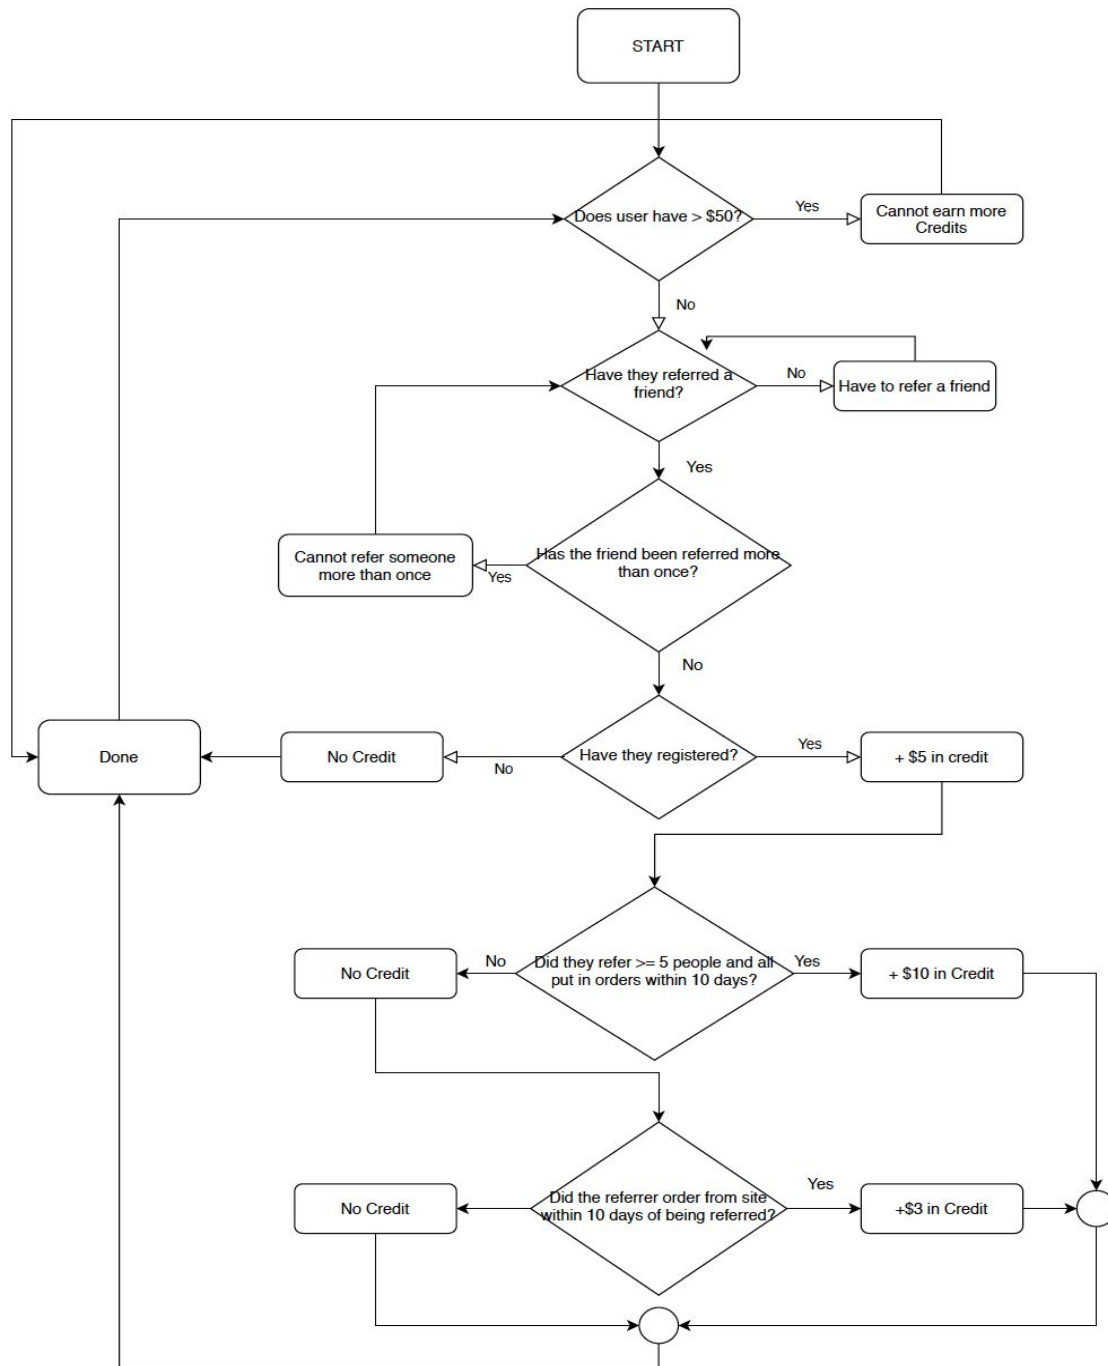 START
Does user have > $50?
Yes
Cannot earn more
Credits
No
Have they referred a
friend?
No
Have to refer a friend
Yes
Cannot refer someone
more than once
Yes
Has the friend been referred more
than once?
No
Done
No Credit
No
Have they registered?
Yes
+ $5 in credit
No Credit
No
Did they refer >= 5 people and all
put in orders within 10 days?
Yes
+ $10 in Credit
No Credit
Did the referrer order from site
within 10 days of being referred?
Yes
+$3 in Credit